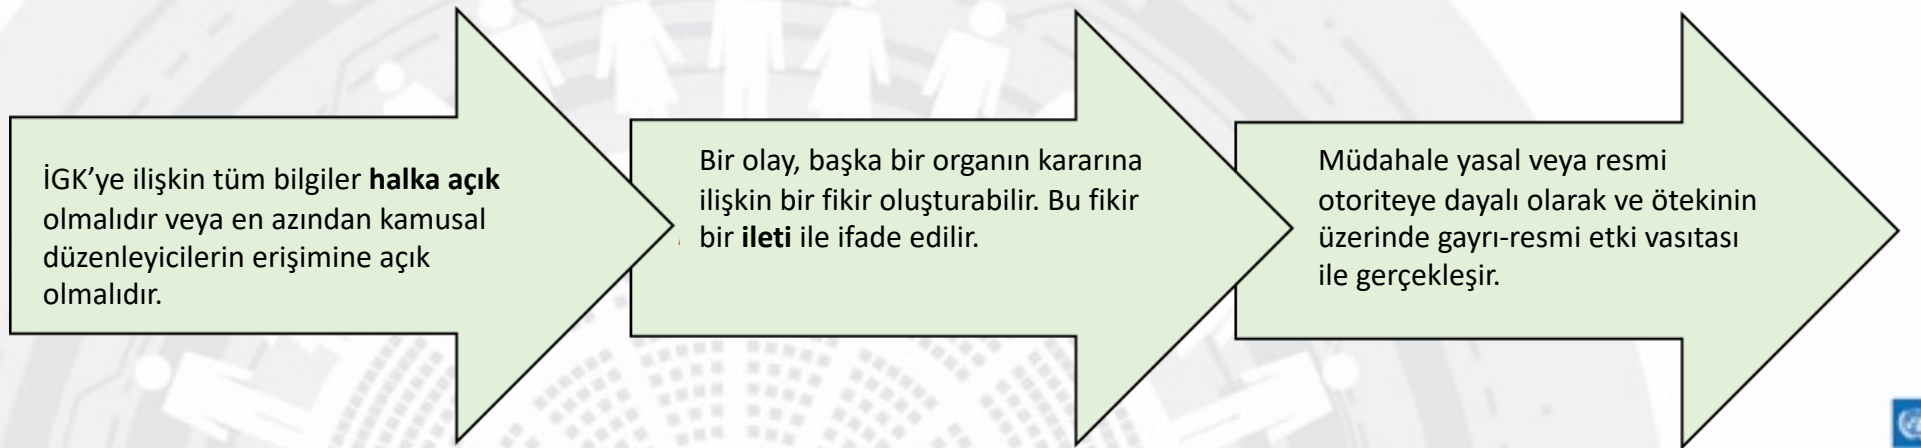 İGK’ye ilişkin tüm bilgiler halka açık
olmalıdır veya en azından kamusal
düzenleyicilerin erişimine açık
olmalıdır.
Bir olay, başka bir organın kararına
ilişkin bir fikir oluşturabilir. Bu fikir
bir ileti ile ifade edilir.
Müdahale yasal veya resmi
otoriteye dayalı olarak ve ötekinin
üzerinde gayrı-resmi etki vasıtası
ile gerçekleşir.